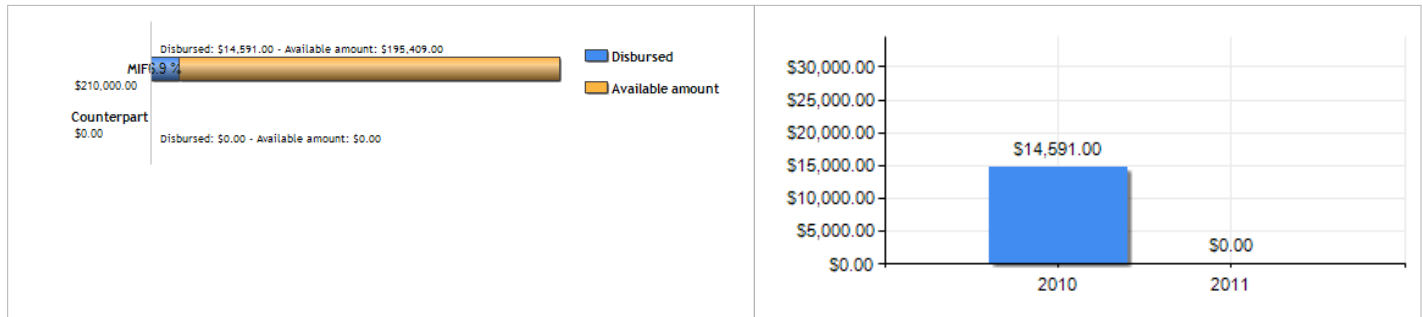 Disbursed: $14,591.00 - Available amount: $195,409.00
MIF 6.9 %
$210,000.00
Counterpart
$0.00
Disbursed: $0.00 - Available amount: $0.00
Disbursed
Available amount
$30,000.00
$25,000.00
$20,000.00
$15,000.00
$10,000.00
$5,000.00
$0.00
$14,591.00
$0.00
2010 2011